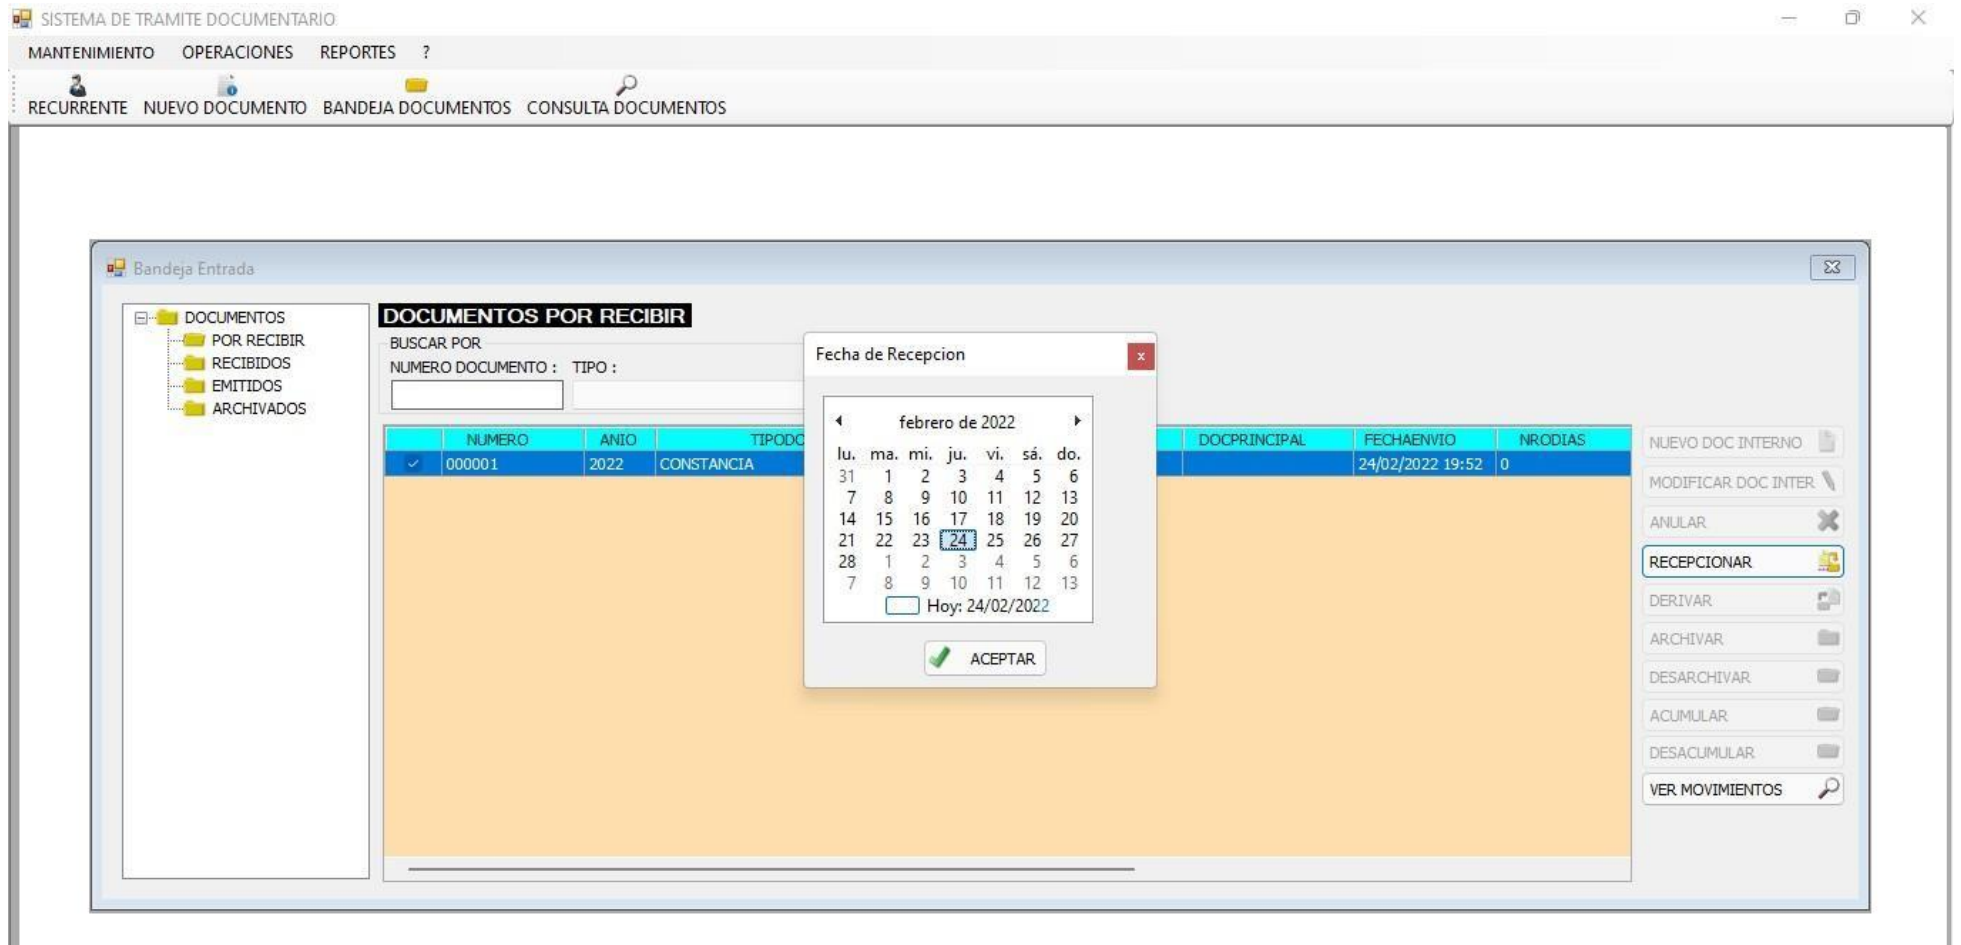 SISTEMA DE TRAMITE DOCUMENTARIO
MANTENIMIENTO OPERACIONES REPORTES ?
RECURRENTE NUEVO DOCUMENTO BANDEJA DOCUMENTOS CONSULTA DOCUMENTOS
Bandeja Entrada
DOCUMENTOS
POR RECIBIR
RECIBIDOS
EMITIDOS
ARCHIVADOS
DOCUMENTOS POR RECIBIR
BUSCAR POR
NUMERO DOCUMENTO : TIPO :
NUMERO ANIO TIPODO DOCPRINCIPAL FECHAENVIO NRODIAS
000001 2022 CONSTANCIA 24/02/2022 19:52 0
Fecha de Recepcion x
febrero de 2022
lu. ma. mi. ju. vi. sá. do.
31 1 2 3 4 5 6
7 8 9 10 11 12 13
14 15 16 17 18 19 20
21 22 23 24 25 26 27
28 1 2 3 4 5 6
7 8 9 10 11 12 13
Hoy: 24/02/2022
ACEPTAR
NUEVO DOC INTERNO
MODIFICAR DOC INTER
ANULAR
RECEPCIONAR
DERIVAR
ARCHIVAR
DESARCHIVAR
ACUMULAR
DESACUMULAR
VER MOVIMIENTOS